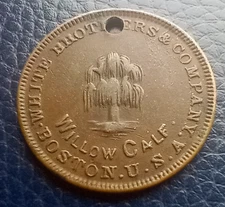 WHITE BROTHERS & COMPANY.
WILLOW CALF.
BOSTON. U.S.A.